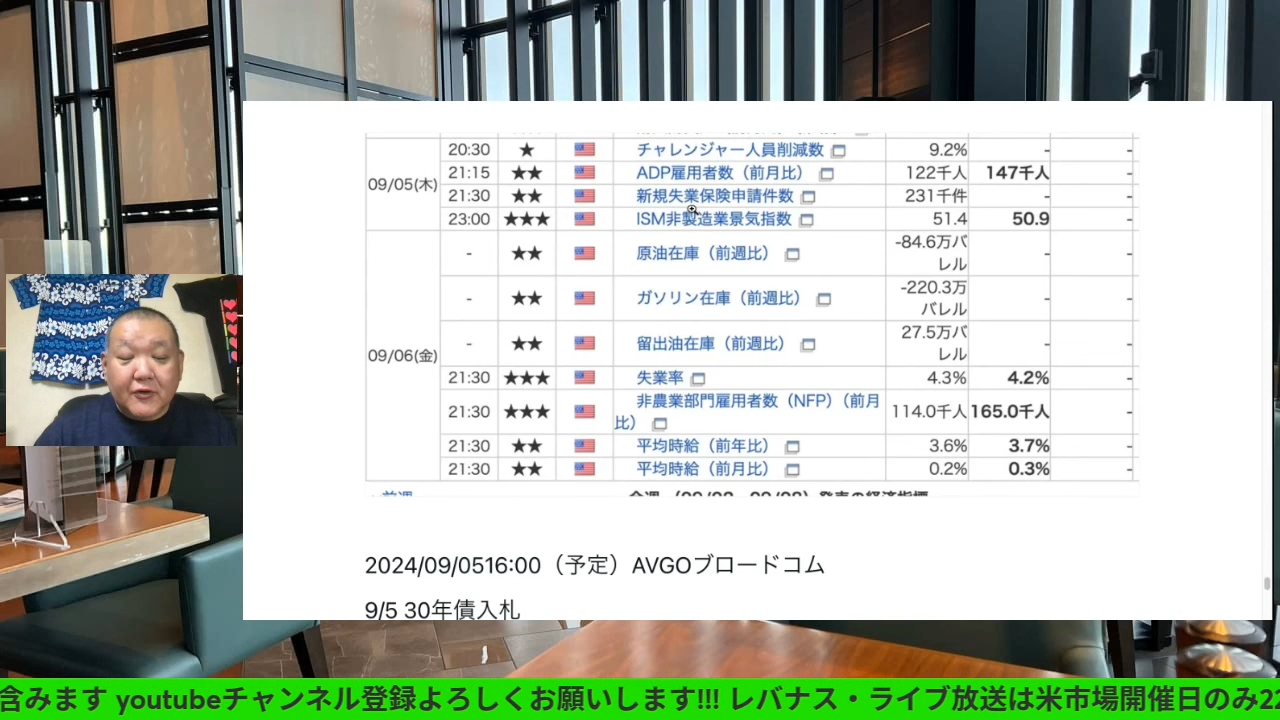 20:30 ★ チャレンジャー人員削減数 9.2% - -
09/05(木)
21:15 ★★ ADP雇用者数（前月比） 122千人 147千人 -
21:30 ★★ 新規失業保険申請件数 231千件 - -
23:00 ★★★ ISM非製造業景気指数 51.4 50.9 -
- ★★ 原油在庫（前週比） -84.6万バ
レル - -
- ★★ ガソリン在庫（前週比） -220.3万
バレル - -
- ★★ 留出油在庫（前週比） 27.5万バ
レル - -
09/06(金)
21:30 ★★★ 失業率 4.3% 4.2% -
21:30 ★★★ 非農業部門雇用者数（NFP）（前月
比） 114.0千人 165.0千人 -
21:30 ★★ 平均時給（前年比） 3.6% 3.7% -
21:30 ★★ 平均時給（前月比） 0.2% 0.3% -
2024/09/0516:00（予定）AVGOブロードコム
9/5 30年債入札
含みます youtubeチャンネル登録よろしくお願いします!!! レバナス・ライブ放送は米市場開催日のみ22